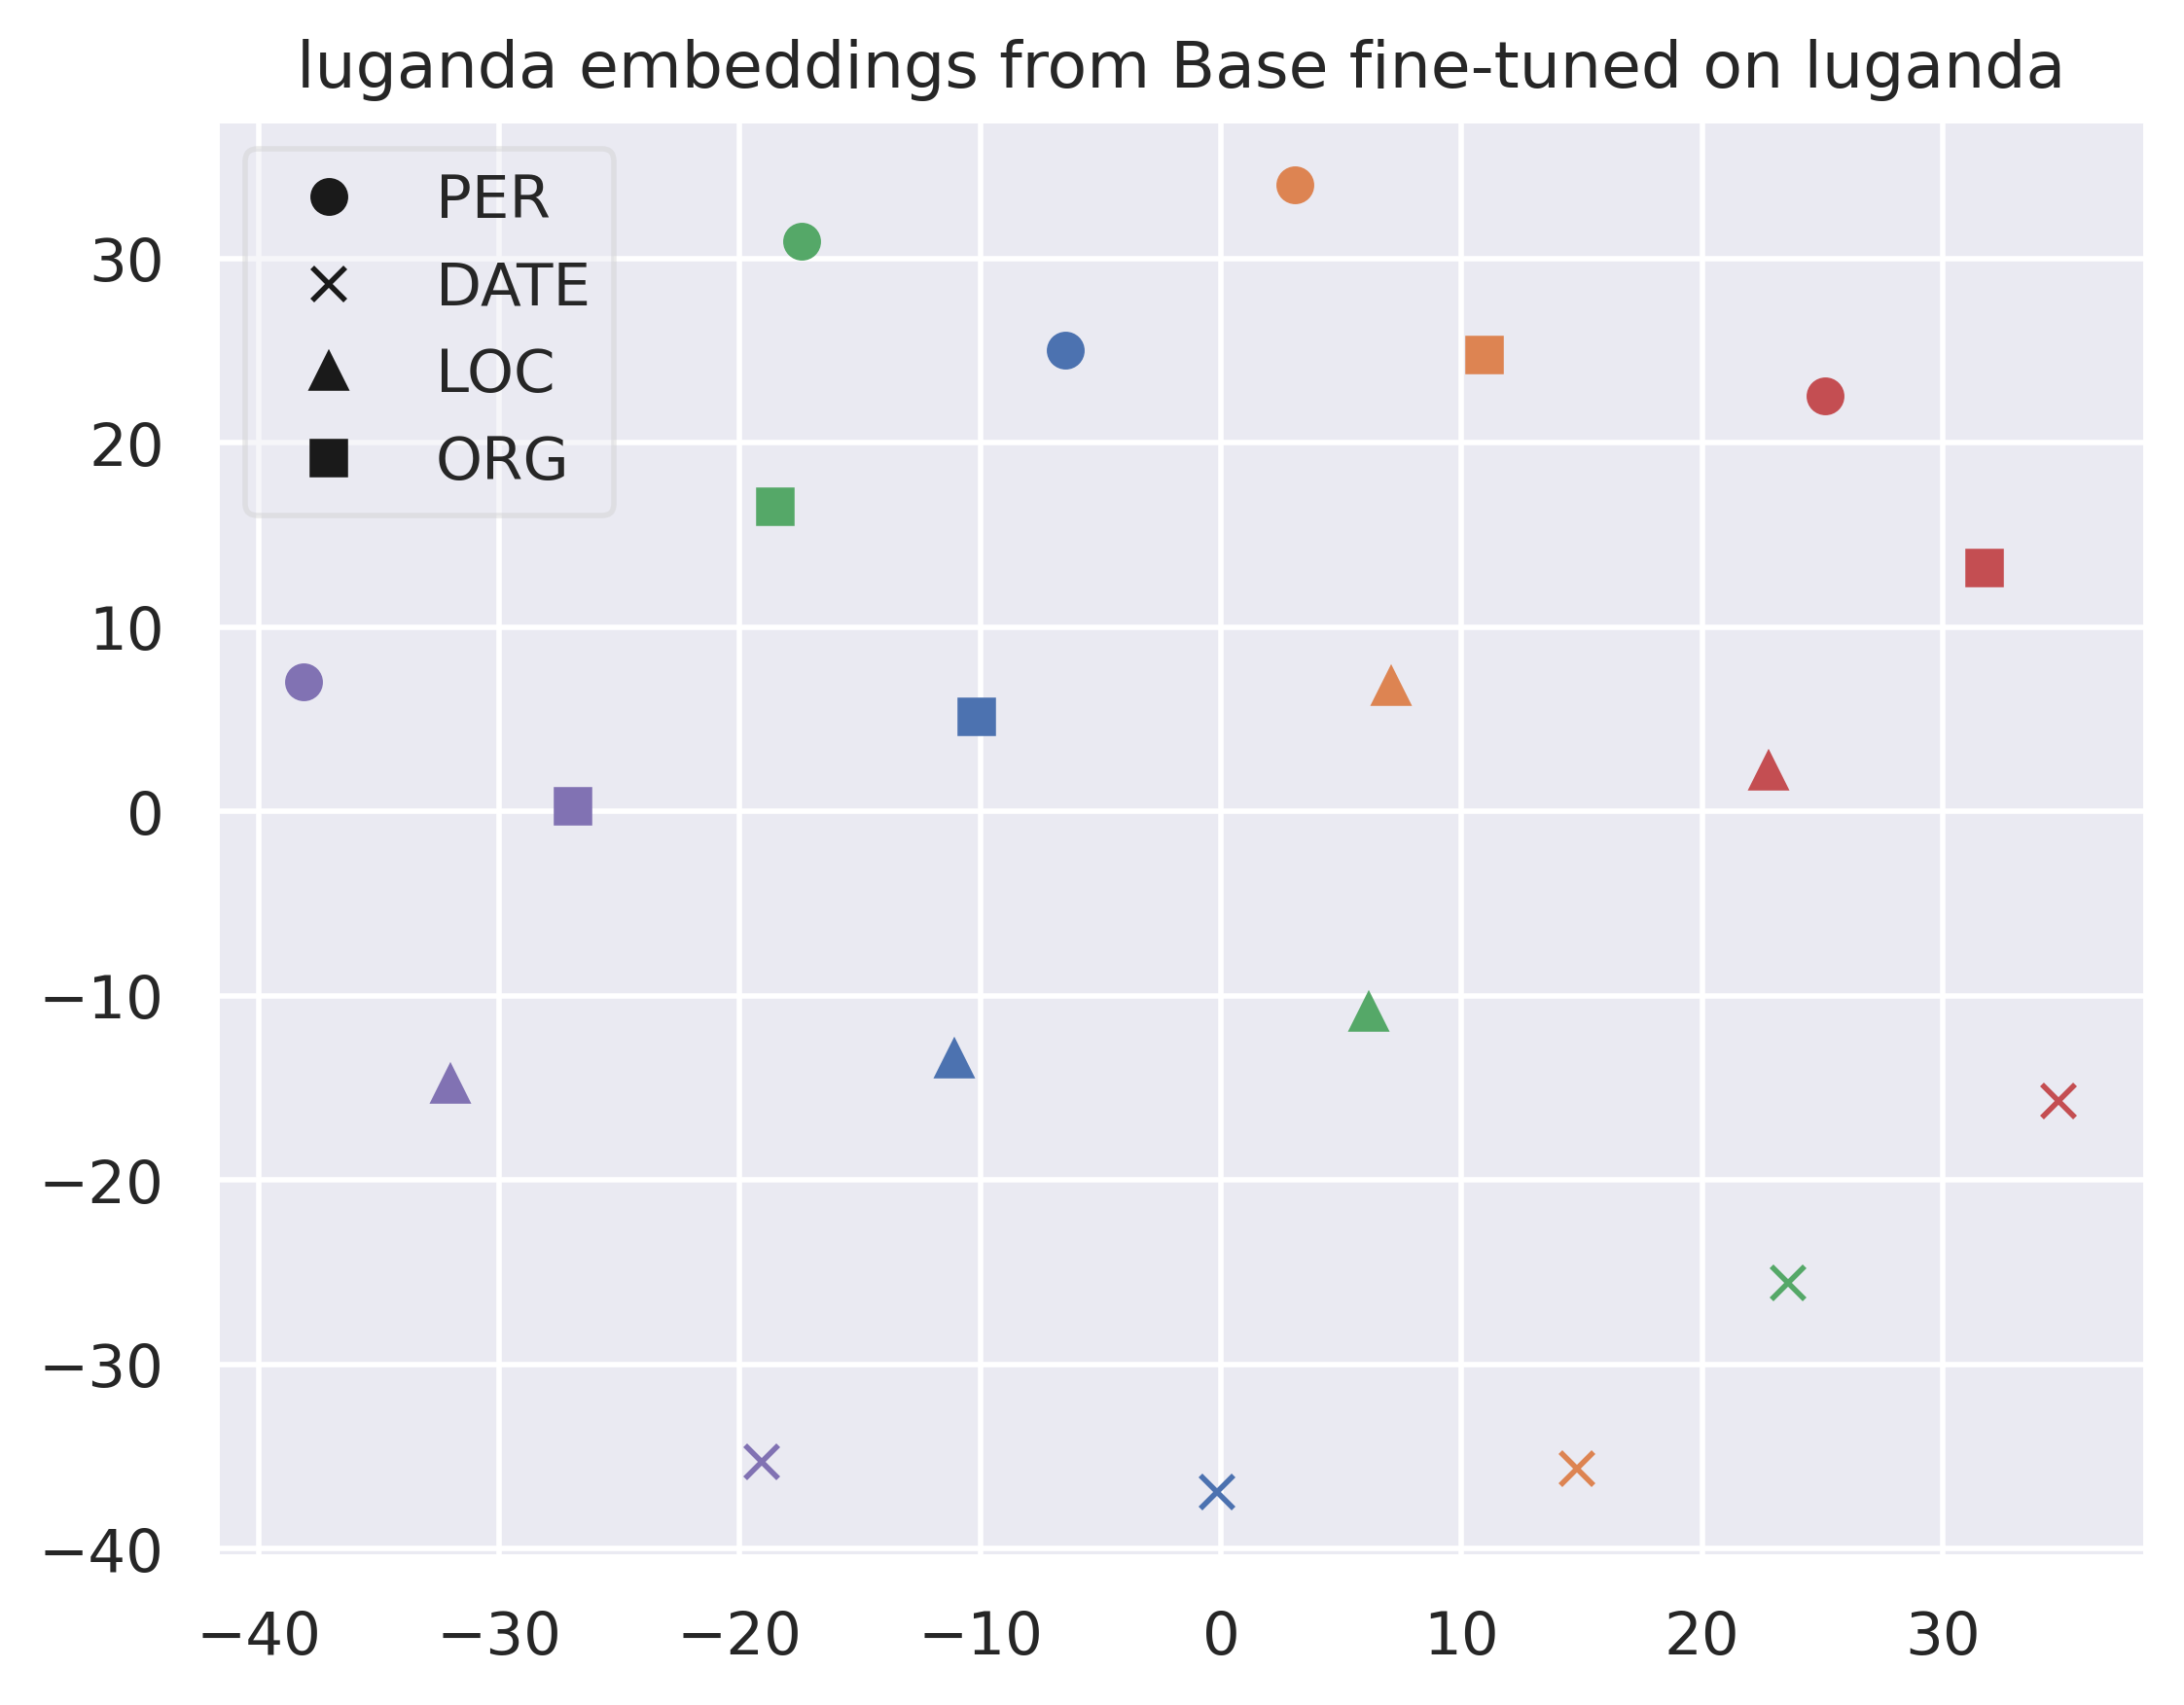 luganda embeddings from Base fine-tuned on luganda
PER
DATE
LOC
ORG
30
20
10
0
−10
−20
−30
−40
−40 −30 −20 −10 0 10 20 30